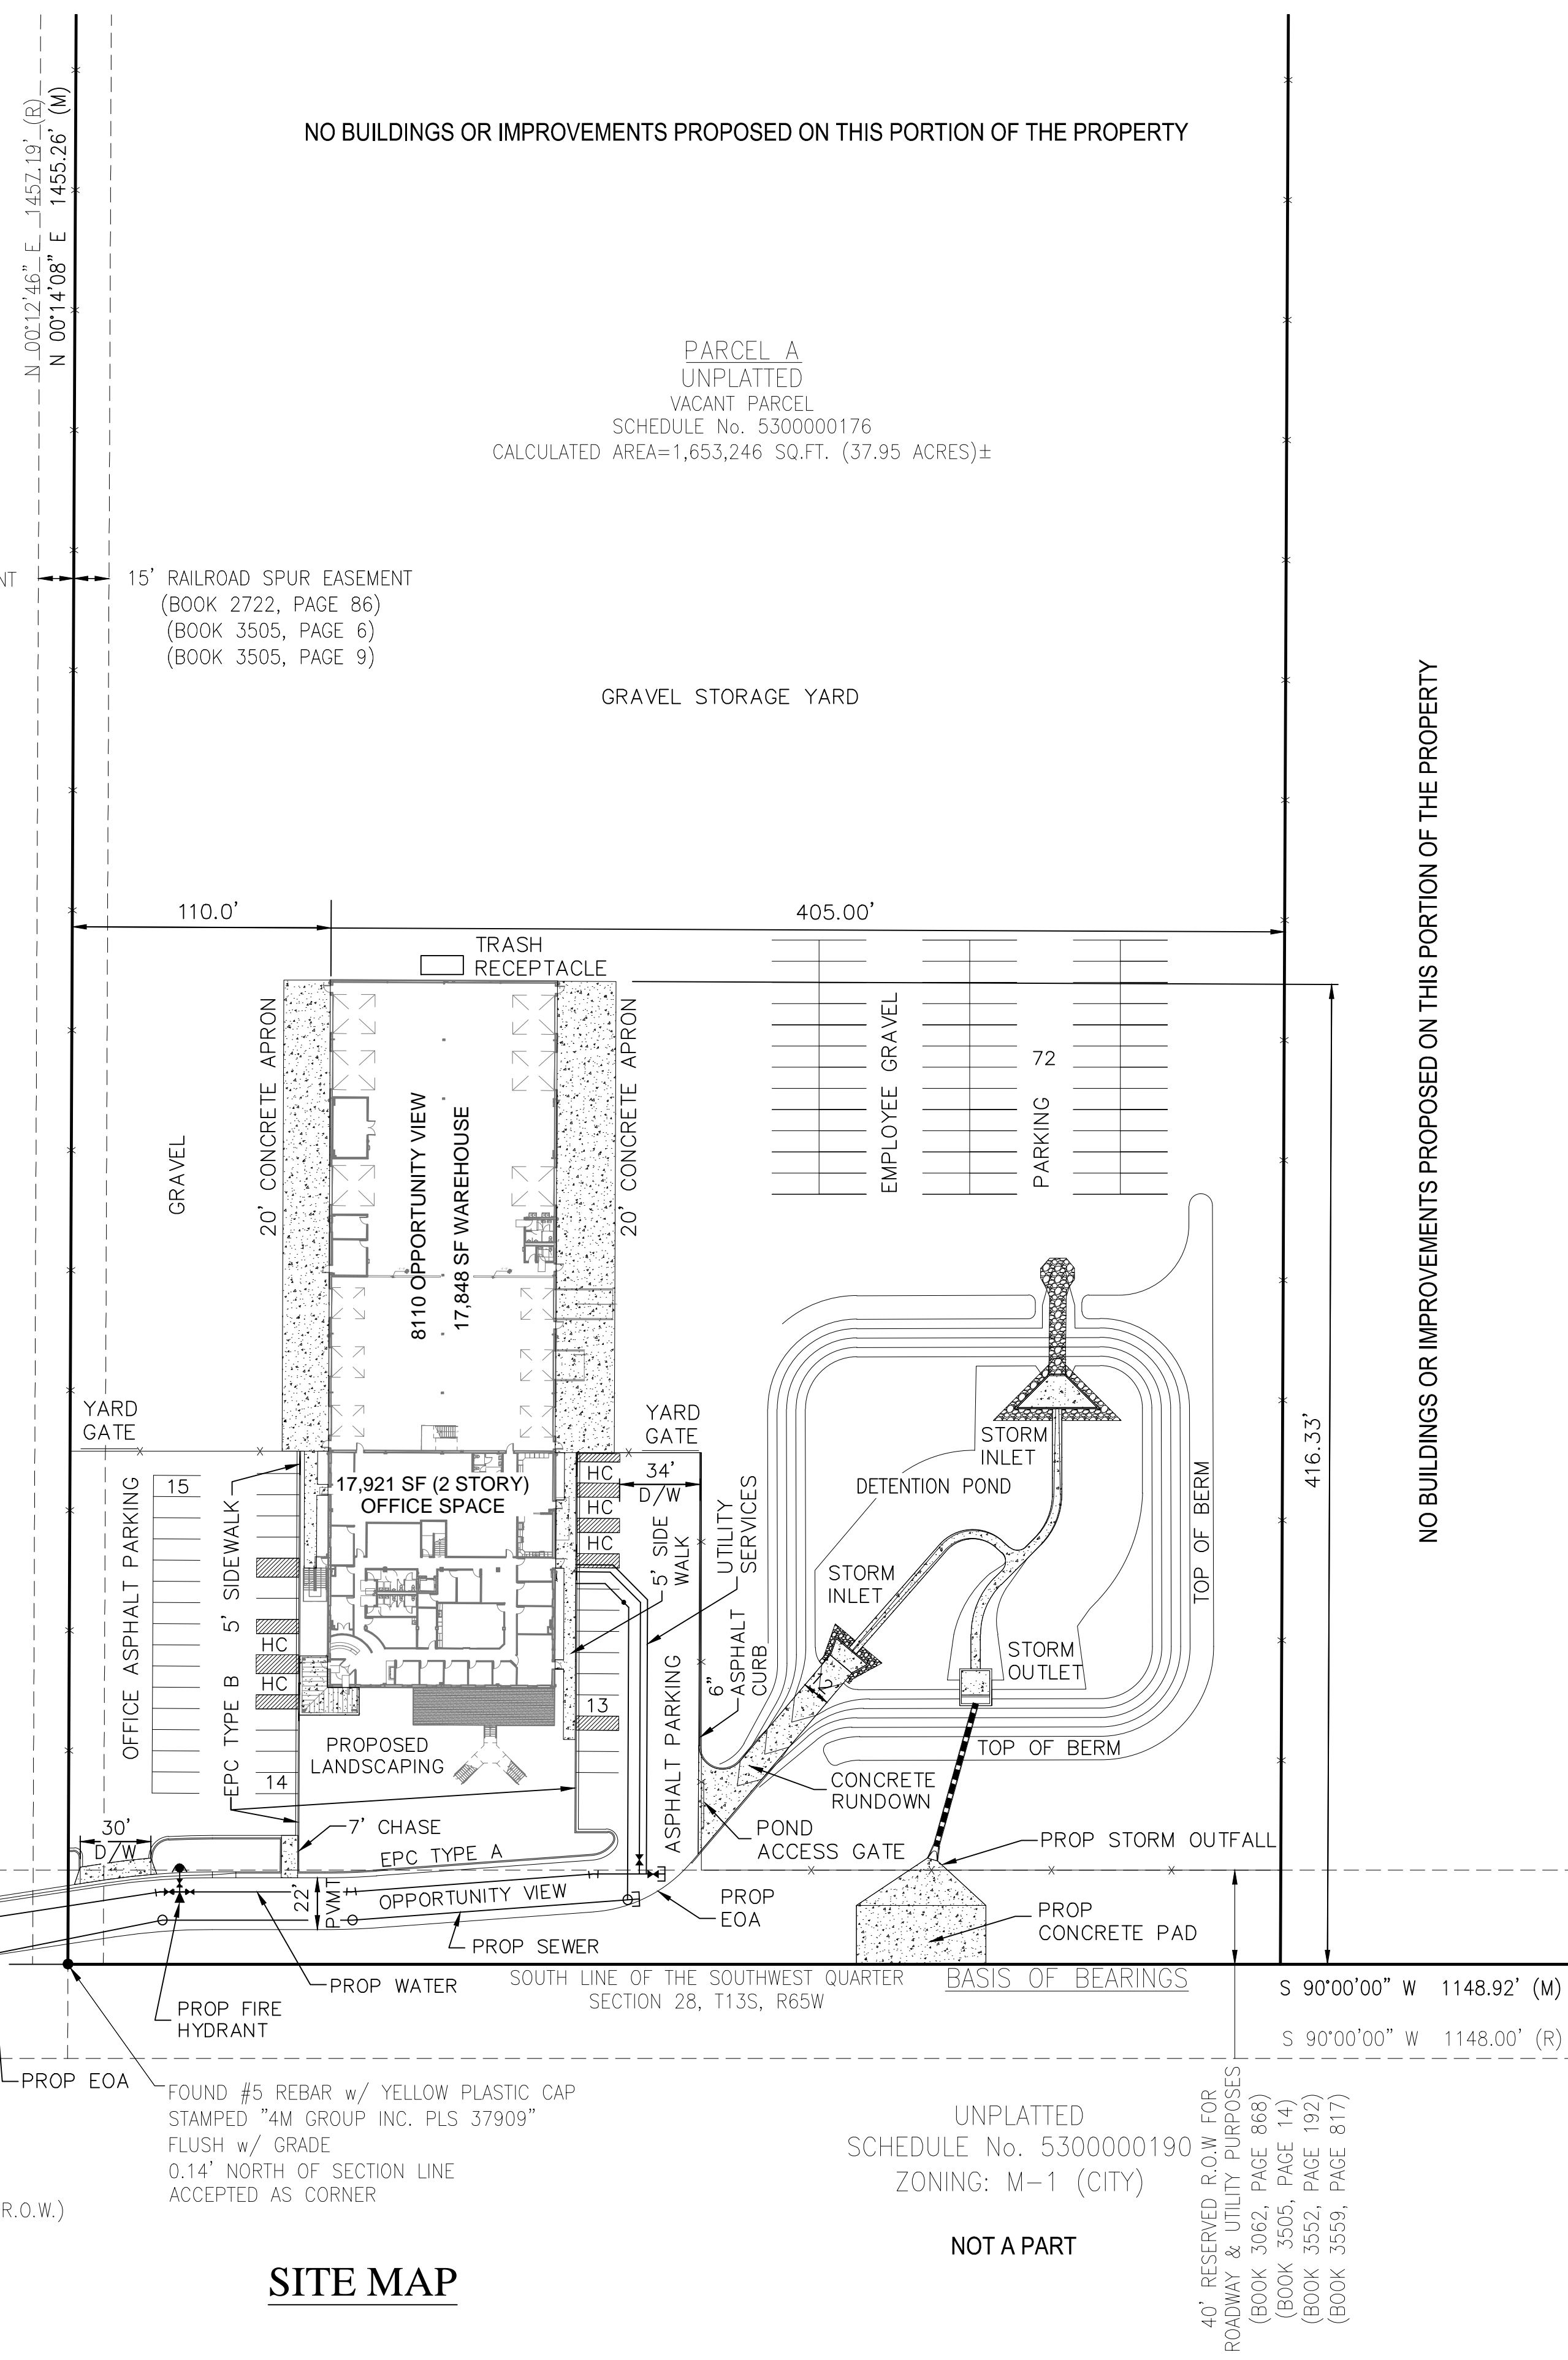 NO BUILDINGS OR IMPROVEMENTS PROPOSED ON THIS PORTION OF THE PROPERTY
N 00°12'46" E 1457.19' (R)
N 00°14'08" E 1455.26' (M)
PARCEL A
UNPLATTED
VACANT PARCEL
SCHEDULE No. 5300000176
CALCULATED AREA=1,653,246 SQ.FT. (37.95 ACRES)±
NT
15' RAILROAD SPUR EASEMENT
(BOOK 2722, PAGE 86)
(BOOK 3505, PAGE 6)
(BOOK 3505, PAGE 9)
GRAVEL STORAGE YARD
NO BUILDINGS OR IMPROVEMENTS PROPOSED ON THIS PORTION OF THE PROPERTY
110.0'
405.00'
TRASH
RECEPTACLE
GRAVEL
20' CONCRETE APRON
8110 OPPORTUNITY VIEW
17,848 SF WAREHOUSE
20' CONCRETE APRON
EMPLOYEE GRAVEL
72
PARKING
416.33'
YARD
GATE
YARD
GATE
17,921 SF (2 STORY)
OFFICE SPACE
HC
HC
HC
34'
D/W
15
OFFICE ASPHALT PARKING
5' SIDEWALK
EPC TYPE B
HC
HC
14
13
UTILITY
SERVICES
5' SIDE
WALK
6"
ASPHALT
CURB
ASPHALT PARKING
STORM
INLET
DETENTION POND
STORM
INLET
TOP OF BERM
STORM
OUTLET
12'
TOP OF BERM
PROPOSED
LANDSCAPING
CONCRETE
RUNDOWN
POND
ACCESS GATE
30'
D/W
7' CHASE
EPC TYPE A
PROP STORM OUTFALL
22'
PVMT
OPPORTUNITY VIEW
PROP
EOA
PROP
CONCRETE PAD
PROP SEWER
PROP WATER
PROP FIRE
HYDRANT
SOUTH LINE OF THE SOUTHWEST QUARTER
SECTION 28, T13S, R65W
BASIS OF BEARINGS
S 90°00'00" W 1148.92' (M)
S 90°00'00" W 1148.00' (R)
PROP EOA
FOUND #5 REBAR w/ YELLOW PLASTIC CAP
STAMPED "4M GROUP INC. PLS 37909"
FLUSH w/ GRADE
0.14' NORTH OF SECTION LINE
ACCEPTED AS CORNER
R.O.W.)
UNPLATTED
SCHEDULE No. 5300000190
ZONING: M-1 (CITY)
NOT A PART
40' RESERVED R.O.W FOR
ROADWAY & UTILITY PURPOSES
(BOOK 3062, PAGE 868)
(BOOK 3505, PAGE 14)
(BOOK 3552, PAGE 192)
(BOOK 3559, PAGE 817)
SITE MAP